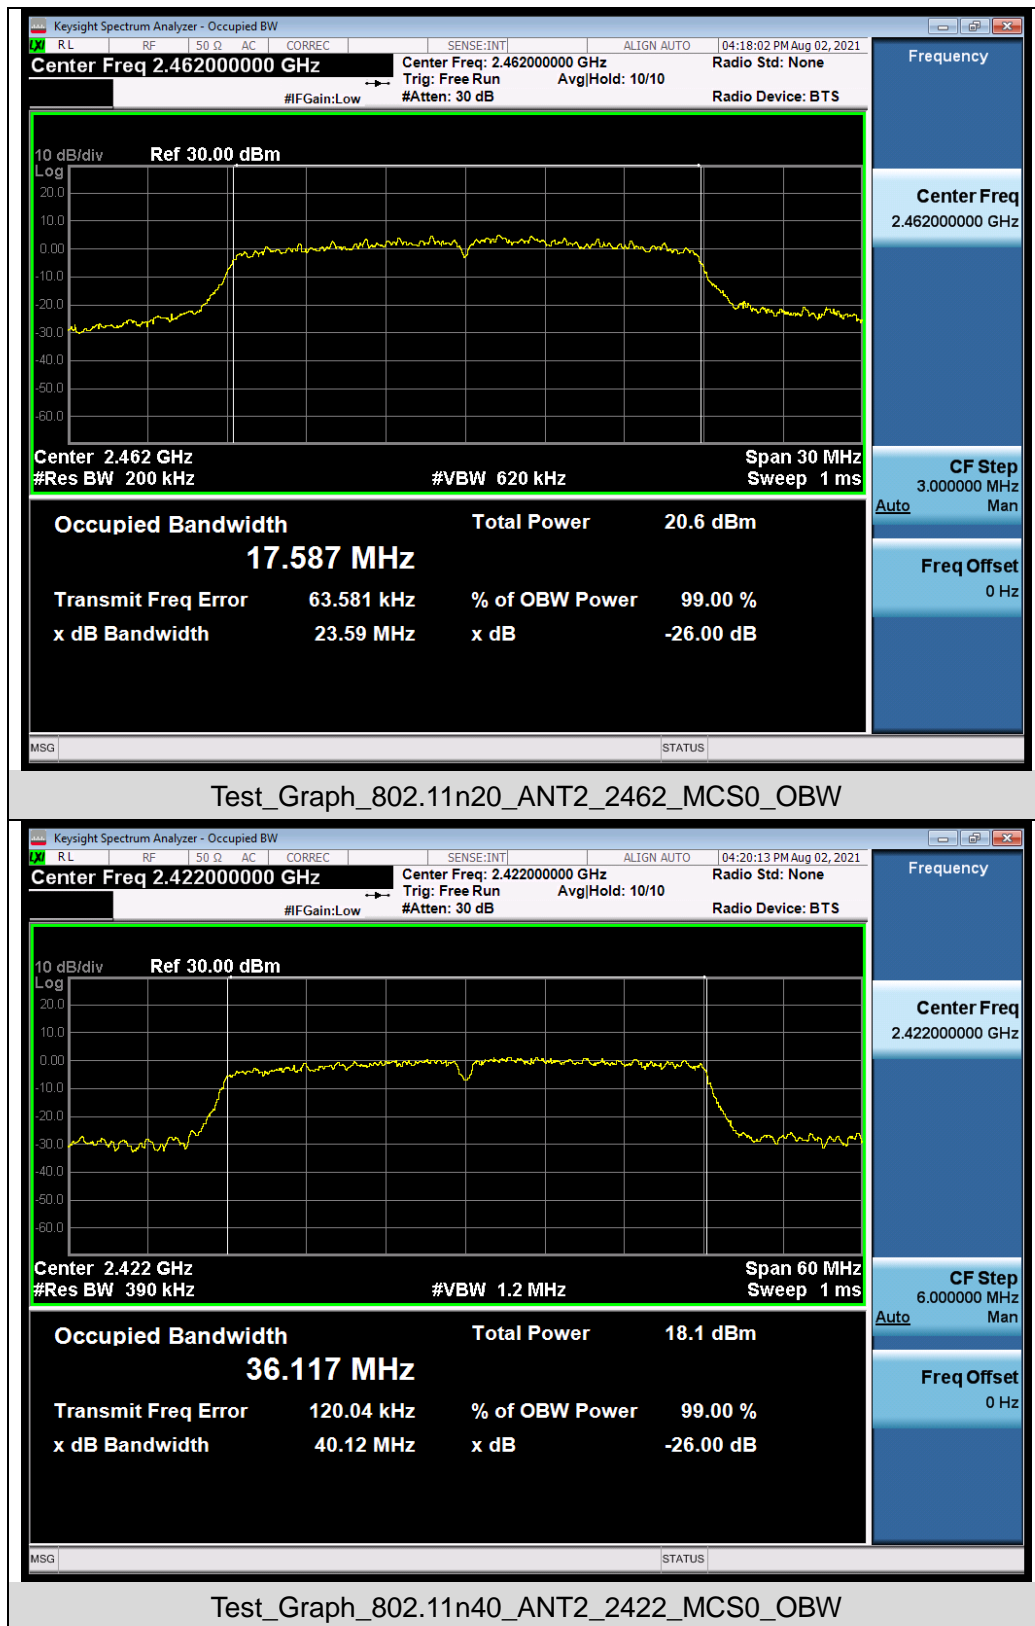 Keysight Spectrum Analyzer - Occupied BW
LXI RL RF 50 Ω AC CORREC SENSE:INT ALIGN AUTO 04:18:02 PM Aug 02, 2021
Center Freq 2.462000000 GHz Center Freq: 2.462000000 GHz Radio Std: None Frequency
Trig: Free Run Avg|Hold: 10/10
#IFGain:Low #Atten: 30 dB Radio Device: BTS
10 dB/div Ref 30.00 dBm
Log
20.0
Center Freq
2.462000000 GHz
10.0
0.00
-10.0
-20.0
-30.0
-40.0
-50.0
-60.0
Center 2.462 GHz Span 30 MHz
#Res BW 200 kHz #VBW 620 kHz Sweep 1 ms
CF Step
3.000000 MHz
Auto Man
Occupied Bandwidth Total Power 20.6 dBm
17.587 MHz
Freq Offset
0 Hz
Transmit Freq Error 63.581 kHz % of OBW Power 99.00 %
x dB Bandwidth 23.59 MHz x dB -26.00 dB
MSG STATUS
Test_Graph_802.11n20_ANT2_2462_MCS0_OBW
Keysight Spectrum Analyzer - Occupied BW
LXI RL RF 50 Ω AC CORREC SENSE:INT ALIGN AUTO 04:20:13 PM Aug 02, 2021
Center Freq 2.422000000 GHz Center Freq: 2.422000000 GHz Radio Std: None Frequency
Trig: Free Run Avg|Hold: 10/10
#IFGain:Low #Atten: 30 dB Radio Device: BTS
10 dB/div Ref 30.00 dBm
Log
20.0
Center Freq
2.422000000 GHz
10.0
0.00
-10.0
-20.0
-30.0
-40.0
-50.0
-60.0
Center 2.422 GHz Span 60 MHz
#Res BW 390 kHz #VBW 1.2 MHz Sweep 1 ms
CF Step
6.000000 MHz
Auto Man
Occupied Bandwidth Total Power 18.1 dBm
36.117 MHz
Freq Offset
0 Hz
Transmit Freq Error 120.04 kHz % of OBW Power 99.00 %
x dB Bandwidth 40.12 MHz x dB -26.00 dB
MSG STATUS
Test_Graph_802.11n40_ANT2_2422_MCS0_OBW